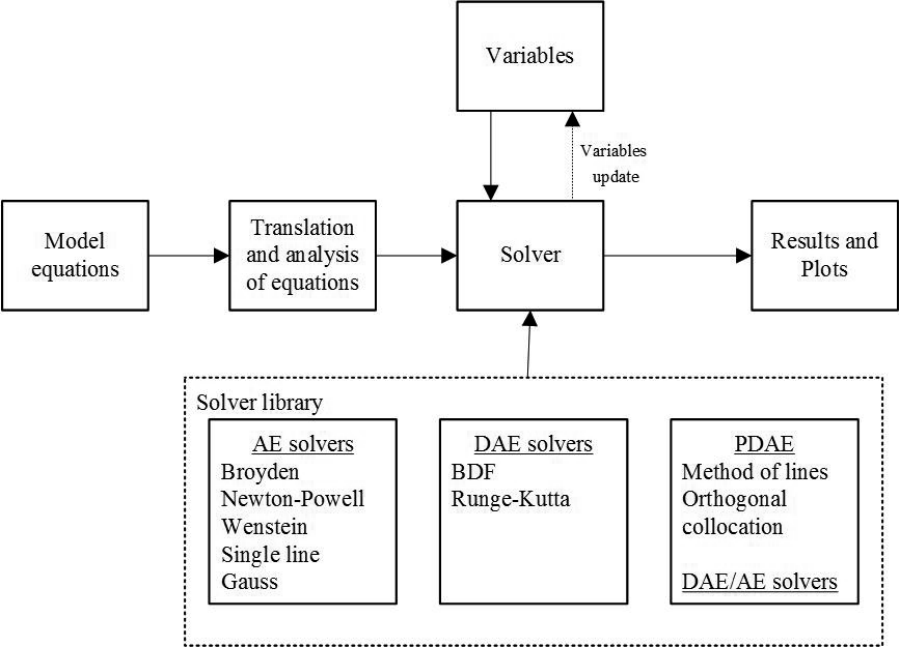 Variables
Variables
update
Model
equations
Translation
and analysis
of equations
Solver
Results and
Plots
Solver library
AE solvers
Broyden
Newton-Powell
Wenstein
Single line
Gauss
DAE solvers
BDF
Runge-Kutta
PDAE
Method of lines
Orthogonal
collocation
DAE/AE solvers